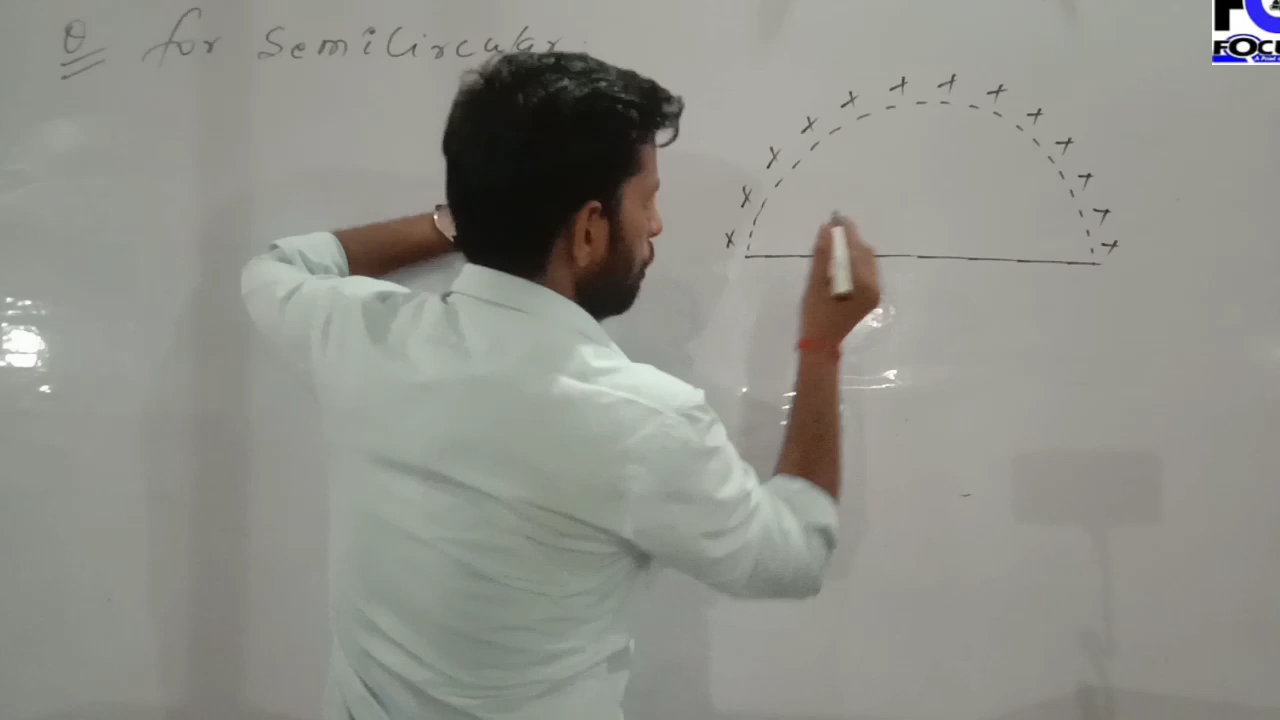 Q for Semicircular
+ + + + + + + + + + + + + +